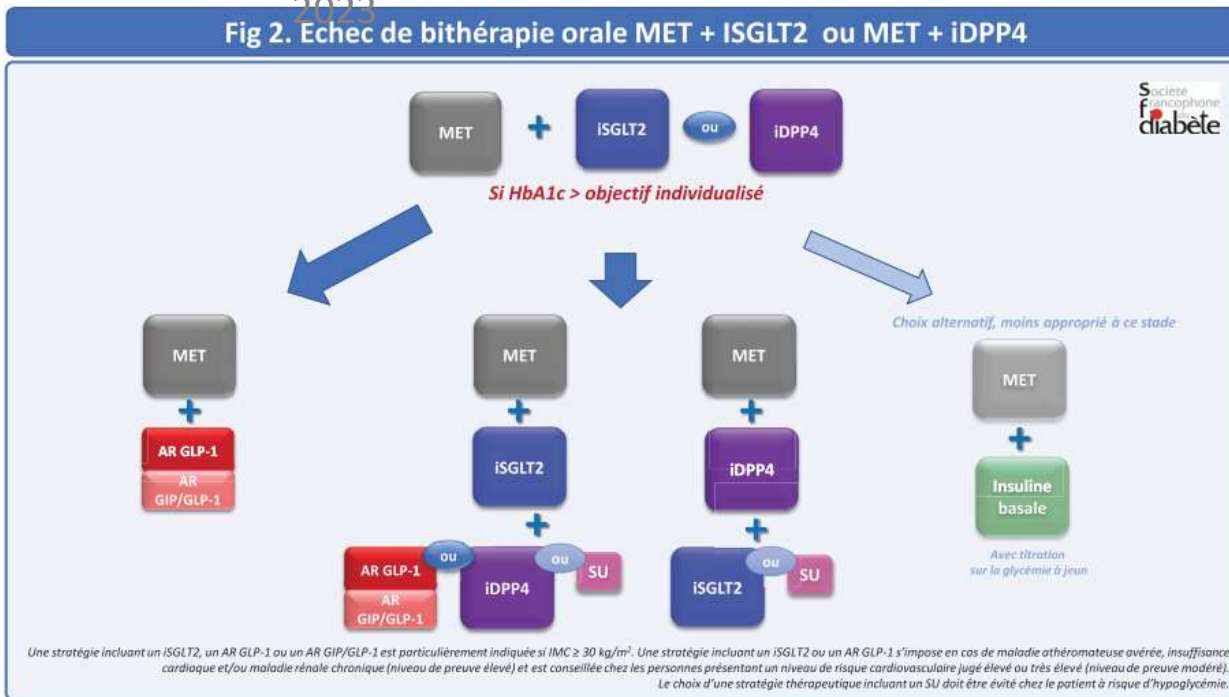 2023
Fig 2. Echec de bithérapie orale MET + ISGLT2 ou MET + iDPP4
Société
francophone
du
diabète
MET + iSGLT2 ou iDPP4
Si HbA1c > objectif individualisé
Choix alternatif, moins approprié à ce stade
MET
+
AR GLP-1
AR
GIP/GLP-1
MET
+
iSGLT2
+
AR GLP-1
AR
GIP/GLP-1
ou
iDPP4
ou
SU
MET
+
iDPP4
+
iSGLT2
ou
SU
MET
+
Insuline
basale
Avec titration
sur la glycémie à jeun
Une stratégie incluant un iSGLT2, un AR GLP-1 ou un AR GIP/GLP-1 est particulièrement indiquée si IMC ≥ 30 kg/m². Une stratégie incluant un iSGLT2 ou un AR GLP-1 s'impose en cas de maladie athéromateuse avérée, insuffisance
cardiaque et/ou maladie rénale chronique (niveau de preuve élevé) et est conseillée chez les personnes présentant un niveau de risque cardiovasculaire jugé élevé ou très élevé (niveau de preuve modéré).
Le choix d'une stratégie thérapeutique incluant un SU doit être évité chez le patient à risque d'hypoglycémie.